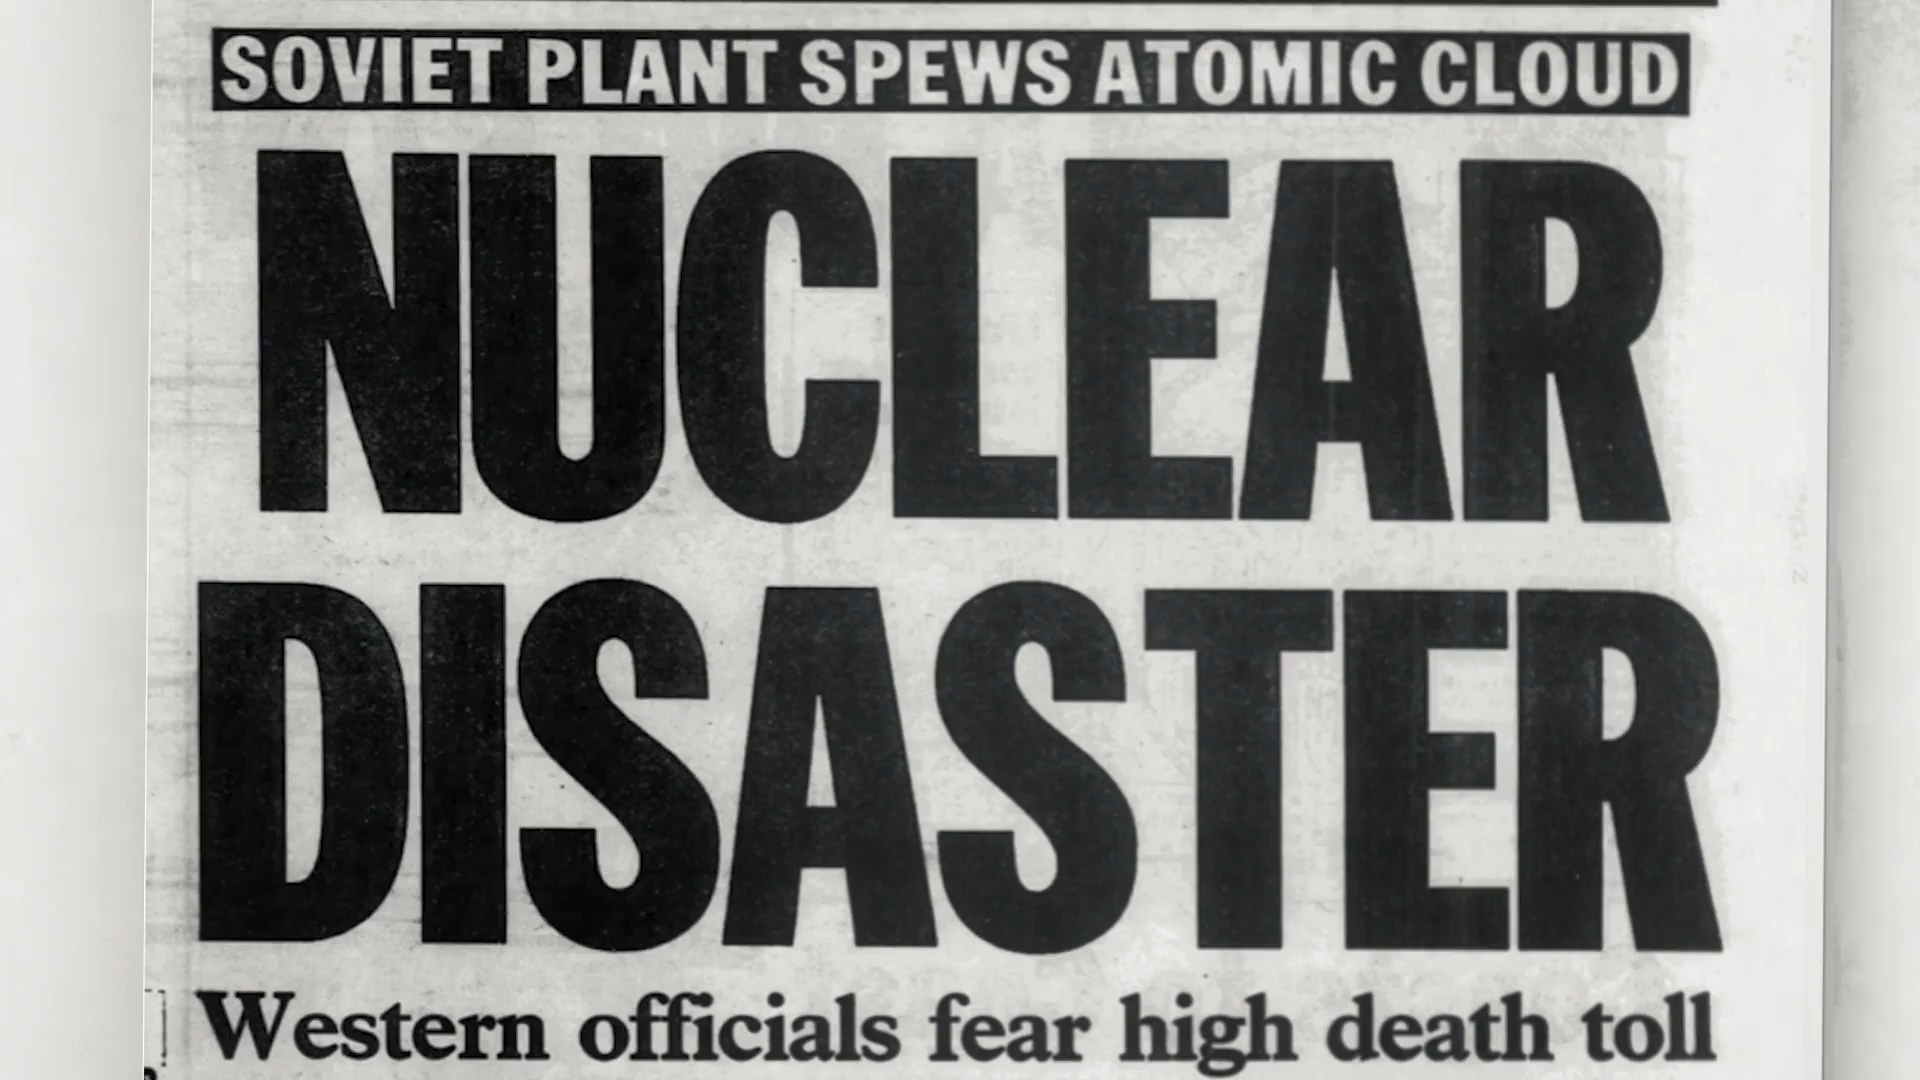 SOVIET PLANT SPEWS ATOMIC CLOUD
NUCLEAR
DISASTER
Western officials fear high death toll